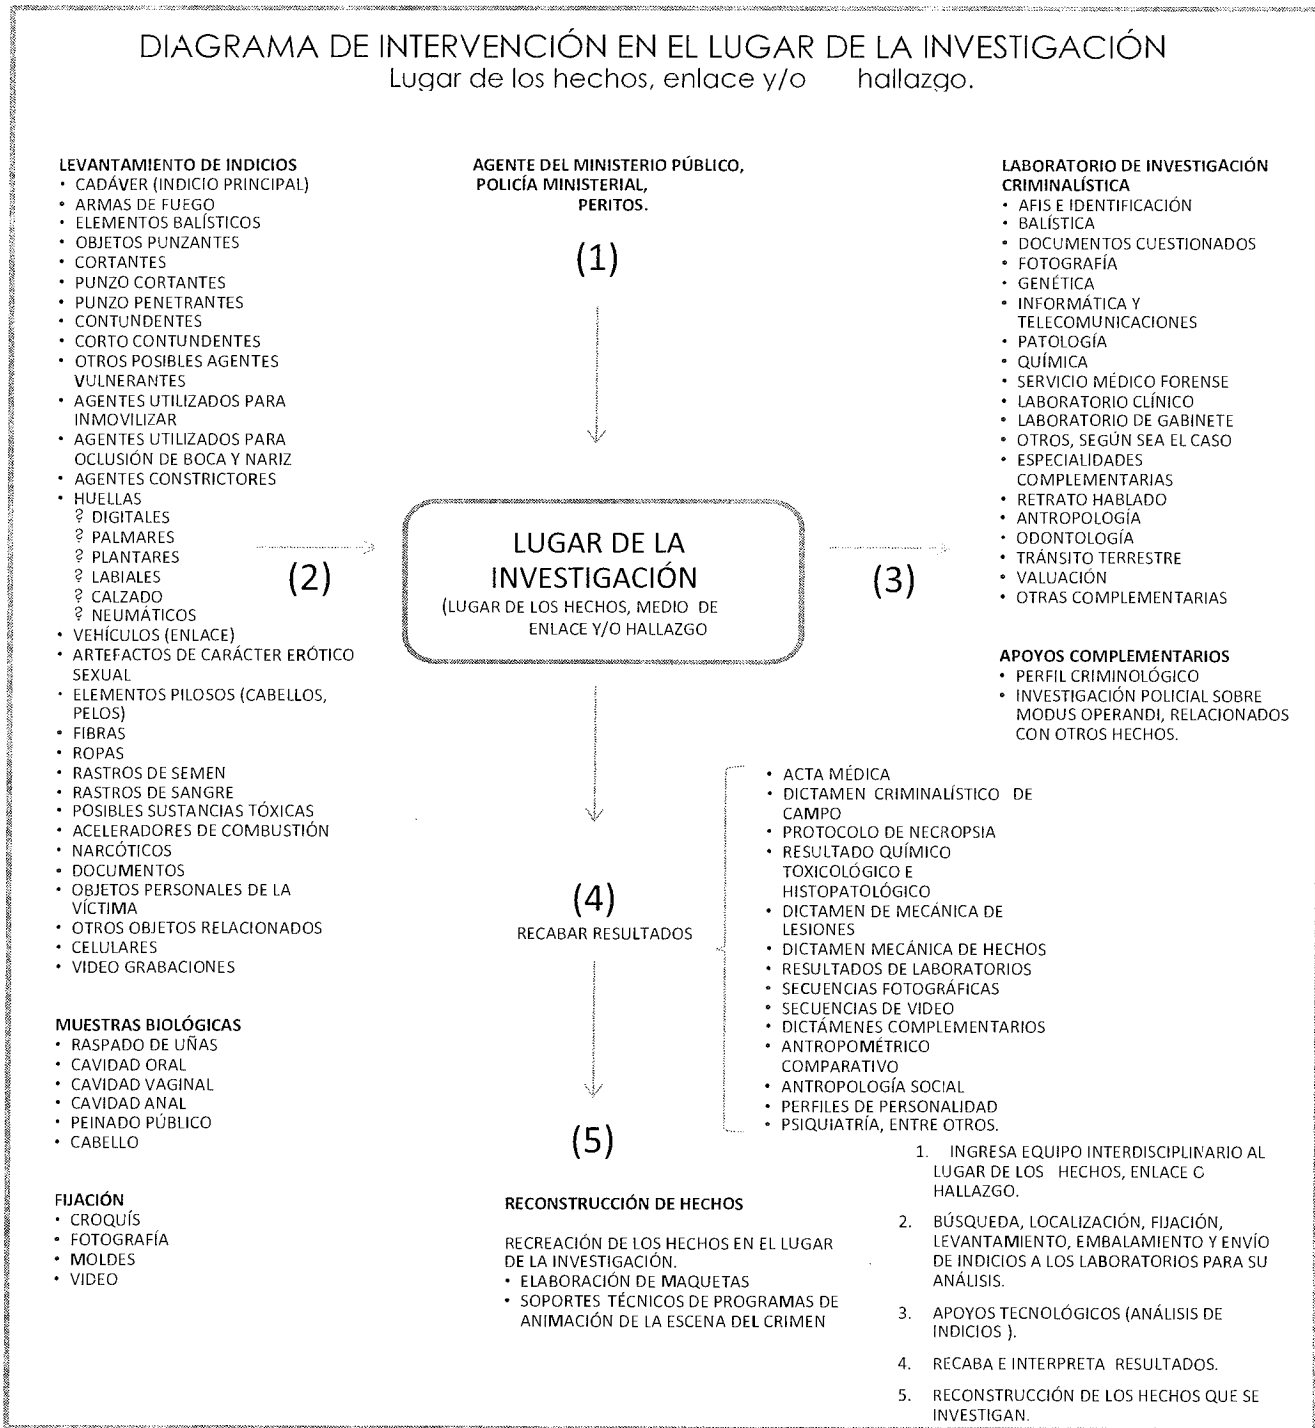 DIAGRAMA DE INTERVENCIÓN EN EL LUGAR DE LA INVESTIGACIÓN
Lugar de los hechos, enlace y/o hallazgo.
LEVANTAMIENTO DE INDICIOS
• CADÁVER (INDICIO PRINCIPAL)
• ARMAS DE FUEGO
• ELEMENTOS BALÍSTICOS
• OBJETOS PUNZANTES
• CORTANTES
• PUNZO CORTANTES
• PUNZO PENETRANTES
• CONTUNDENTES
• CORTO CONTUNDENTES
• OTROS POSIBLES AGENTES
VULNERANTES
• AGENTES UTILIZADOS PARA
INMOVILIZAR
• AGENTES UTILIZADOS PARA
OCLUSIÓN DE BOCA Y NARIZ
• AGENTES CONSTRICTORES
• HUELLAS
? DIGITALES
? PALMARES
? PLANTARES
? LABIALES
? CALZADO
? NEUMÁTICOS
• VEHÍCULOS (ENLACE)
• ARTEFACTOS DE CARÁCTER ERÓTICO
SEXUAL
• ELEMENTOS PILOSOS (CABELLOS,
PELOS)
• FIBRAS
• ROPAS
• RASTROS DE SEMEN
• RASTROS DE SANGRE
• POSIBLES SUSTANCIAS TÓXICAS
• ACELERADORES DE COMBUSTIÓN
• NARCÓTICOS
• DOCUMENTOS
• OBJETOS PERSONALES DE LA
VÍCTIMA
• OTROS OBJETOS RELACIONADOS
• CELULARES
• VIDEO GRABACIONES
MUESTRAS BIOLÓGICAS
• RASPADO DE UÑAS
• CAVIDAD ORAL
• CAVIDAD VAGINAL
• CAVIDAD ANAL
• PEINADO PÚBLICO
• CABELLO
FIJACIÓN
• CROQUÍS
• FOTOGRAFÍA
• MOLDES
• VIDEO
(2)
AGENTE DEL MINISTERIO PÚBLICO,
POLICÍA MINISTERIAL,
PERITOS.
(1)
LUGAR DE LA
INVESTIGACIÓN
(LUGAR DE LOS HECHOS, MEDIO DE
ENLACE Y/O HALLAZGO
(3)
LABORATORIO DE INVESTIGACIÓN
CRIMINALÍSTICA
• AFIS E IDENTIFICACIÓN
• BALÍSTICA
• DOCUMENTOS CUESTIONADOS
• FOTOGRAFÍA
• GENÉTICA
• INFORMÁTICA Y
TELECOMUNICACIONES
• PATOLOGÍA
• QUÍMICA
• SERVICIO MÉDICO FORENSE
• LABORATORIO CLÍNICO
• LABORATORIO DE GABINETE
• OTROS, SEGÚN SEA EL CASO
• ESPECIALIDADES
COMPLEMENTARIAS
• RETRATO HABLADO
• ANTROPOLOGÍA
• ODONTOLOGÍA
• TRÁNSITO TERRESTRE
• VALUACIÓN
• OTRAS COMPLEMENTARIAS
APOYOS COMPLEMENTARIOS
• PERFIL CRIMINOLÓGICO
• INVESTIGACIÓN POLICIAL SOBRE
MODUS OPERANDI, RELACIONADOS
CON OTROS HECHOS.
(4)
RECABAR RESULTADOS
• ACTA MÉDICA
• DICTAMEN CRIMINALÍSTICO DE
CAMPO
• PROTOCOLO DE NECROPSIA
• RESULTADO QUÍMICO
TOXICOLÓGICO E
HISTOPATOLÓGICO
• DICTAMEN DE MECÁNICA DE
LESIONES
• DICTAMEN MECÁNICA DE HECHOS
• RESULTADOS DE LABORATORIOS
• SECUENCIAS FOTOGRÁFICAS
• SECUENCIAS DE VIDEO
• DICTÁMENES COMPLEMENTARIOS
• ANTROPOMÉTRICO
COMPARATIVO
• ANTROPOLOGÍA SOCIAL
• PERFILES DE PERSONALIDAD
• PSIQUIATRÍA, ENTRE OTROS.
(5)
RECONSTRUCCIÓN DE HECHOS
RECREACIÓN DE LOS HECHOS EN EL LUGAR
DE LA INVESTIGACIÓN.
• ELABORACIÓN DE MAQUETAS
• SOPORTES TÉCNICOS DE PROGRAMAS DE
ANIMACIÓN DE LA ESCENA DEL CRIMEN
1. INGRESA EQUIPO INTERDISCIPLINARIO AL
LUGAR DE LOS HECHOS, ENLACE O
HALLAZGO.
2. BÚSQUEDA, LOCALIZACIÓN, FIJACIÓN,
LEVANTAMIENTO, EMBALAMIENTO Y ENVÍO
DE INDICIOS A LOS LABORATORIOS PARA SU
ANÁLISIS.
3. APOYOS TECNOLÓGICOS (ANÁLISIS DE
INDICIOS ).
4. RECABA E INTERPRETA RESULTADOS.
5. RECONSTRUCCIÓN DE LOS HECHOS QUE SE
INVESTIGAN.